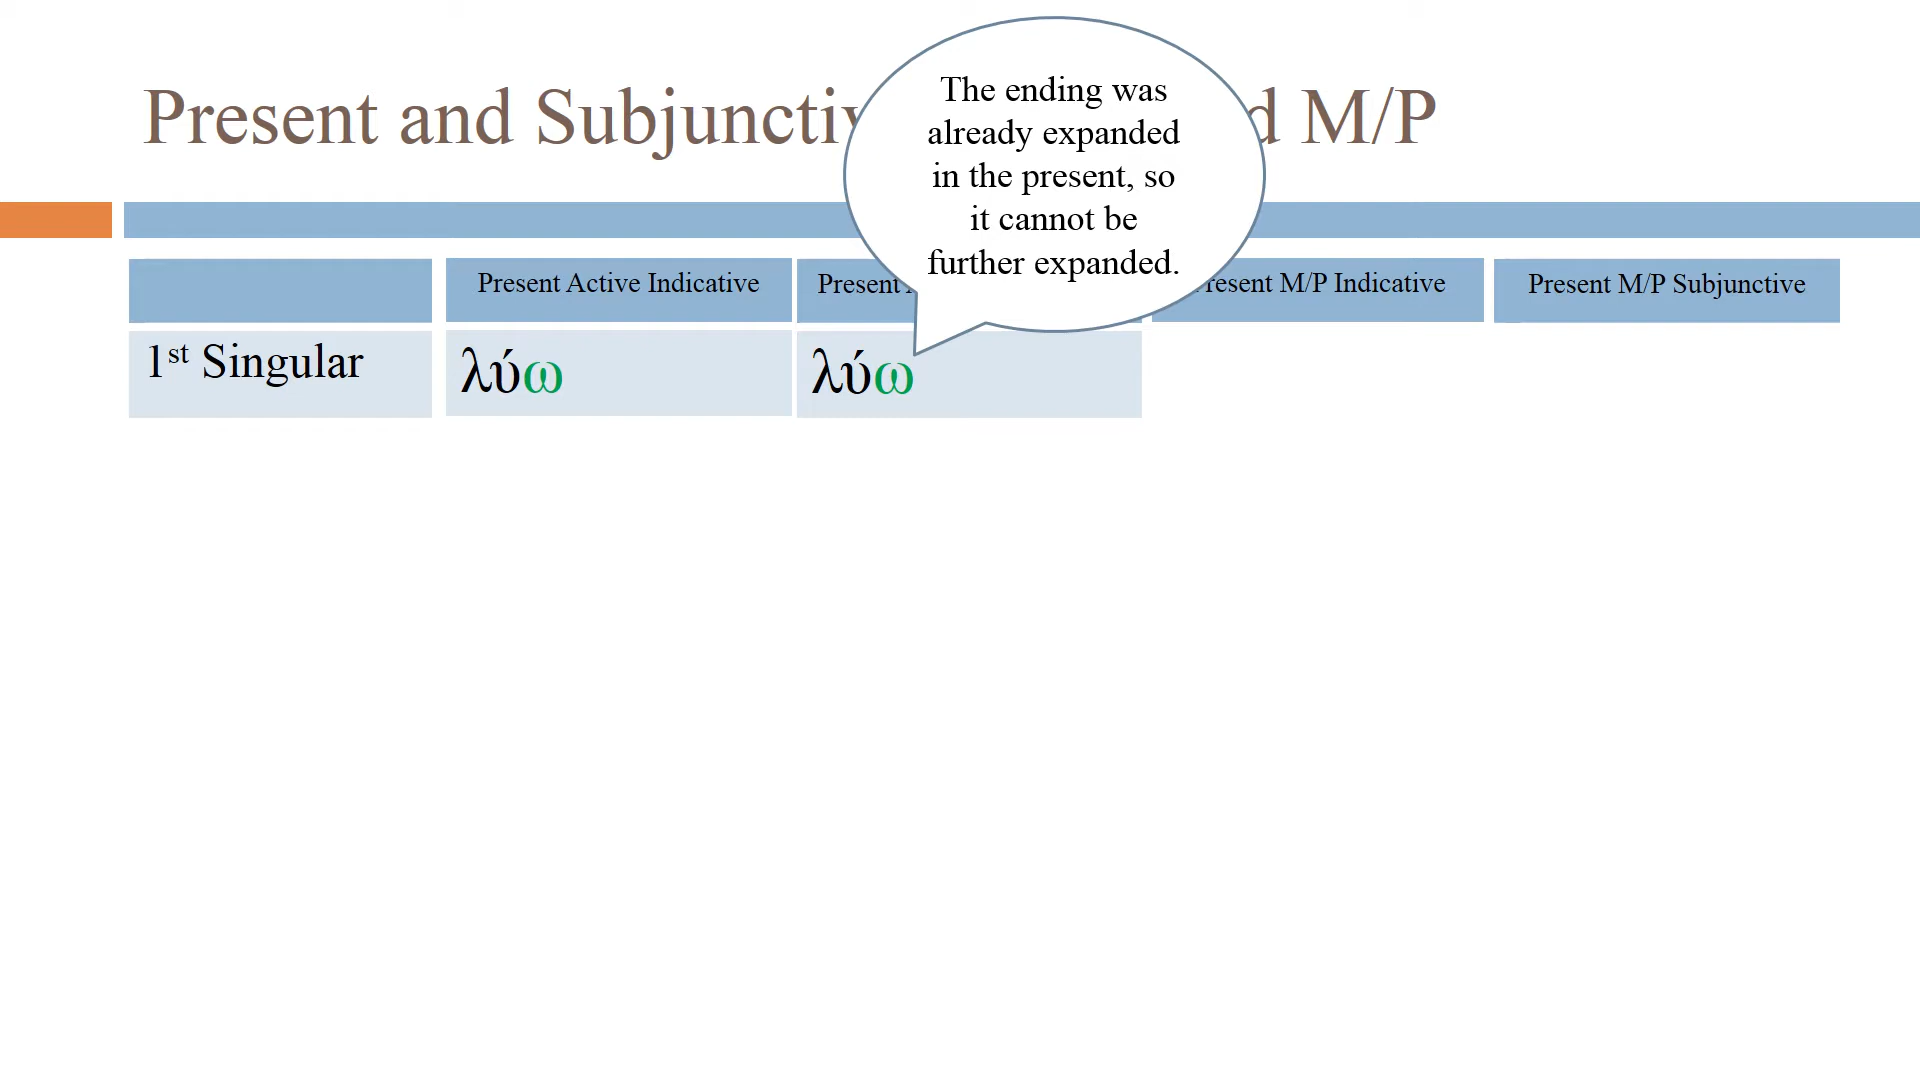 Present and Subjunctiv d M/P
The ending was
already expanded
in the present, so
it cannot be
further expanded.
Present Active Indicative Present resent M/P Indicative Present M/P Subjunctive
1st Singular λύω λύω